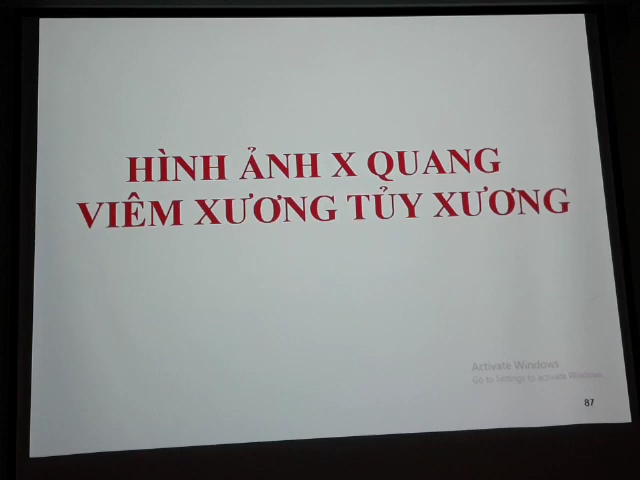 HÌNH ẢNH X QUANG
VIÊM XƯƠNG TỦY XƯƠNG
Activate Windows
Go to Settings to activate Windows.
87